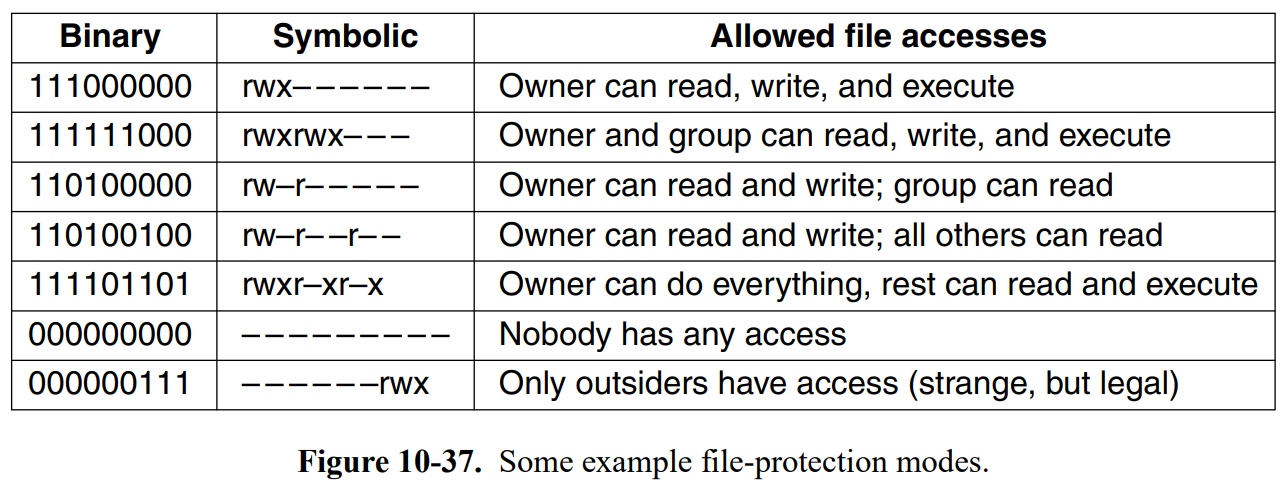 Binary Symbolic Allowed file accesses
111000000 rwx– – – – – – Owner can read, write, and execute
111111000 rwxrwx– – – Owner and group can read, write, and execute
110100000 rw–r– – – – – Owner can read and write; group can read
110100100 rw–r– –r– – Owner can read and write; all others can read
111101101 rwxr–xr–x Owner can do everything, rest can read and execute
000000000 – – – – – – – – – Nobody has any access
000000111 – – – – – –rwx Only outsiders have access (strange, but legal)
Figure 10-37. Some example file-protection modes.